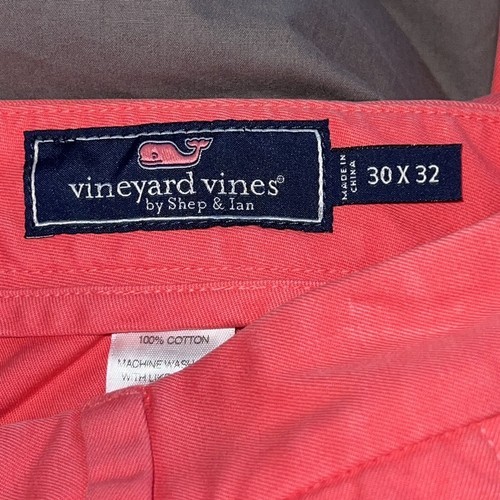 vineyard vines®
by Shep & Ian
MADE IN
CHINA
30 X 32
100% COTTON
MACHINE WASH
WITH LIKE